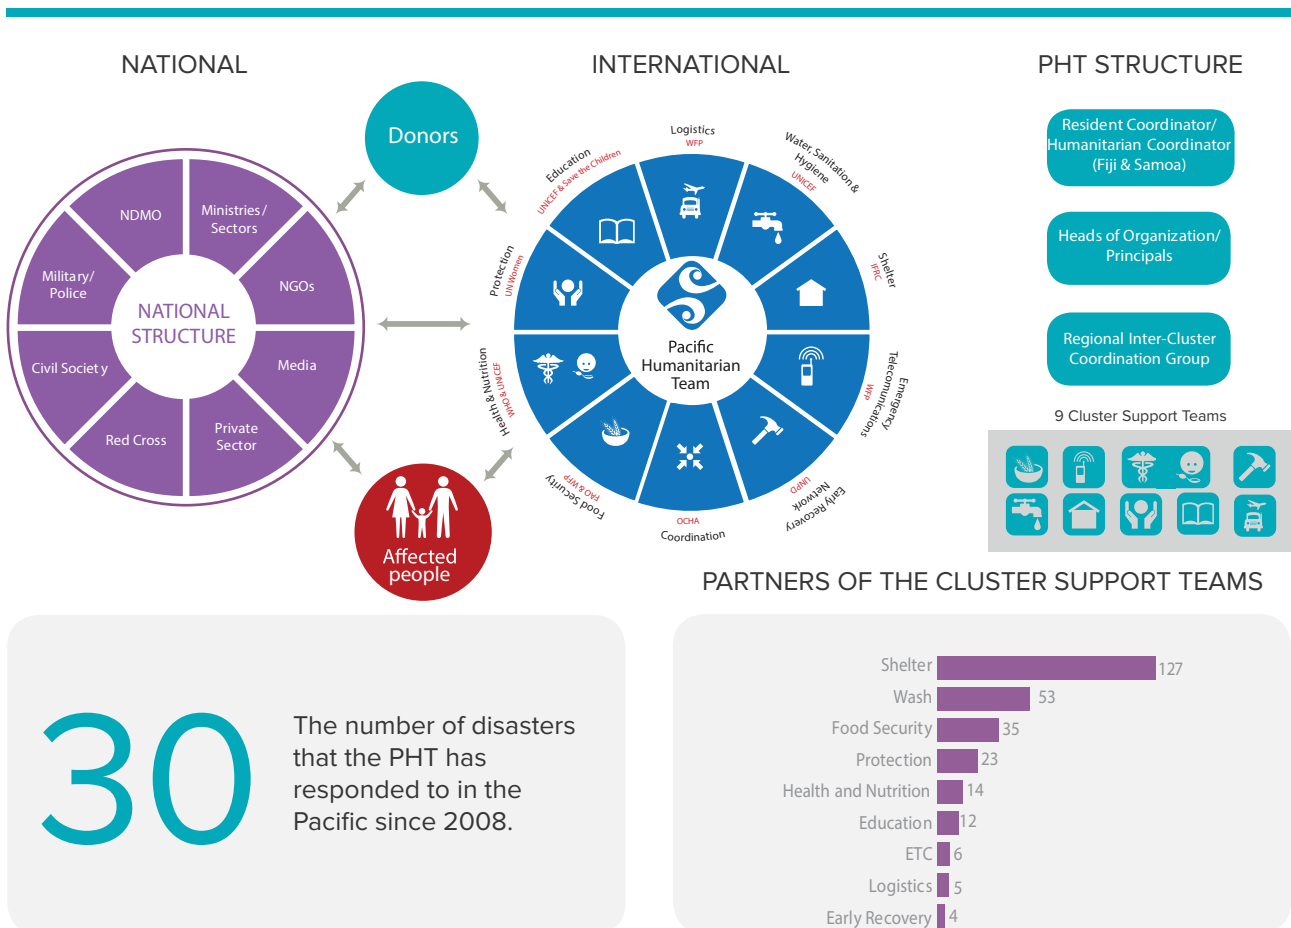 NATIONAL
INTERNATIONAL
PHT STRUCTURE
Donors
NDMO
Ministries/
Sectors
NGOs
Media
Private
Sector
Red Cross
Civil Society
Military/
Police
NATIONAL
STRUCTURE
Affected
people
Logistics
WFP
Water, Sanitation &
Hygiene
UNICEF
Shelter
IFRC
Emergency
Telecomunications
WFP
Early Recovery
Network
UNPD
OCHA
Coordination
Food Security
FAO & WFP
Health & Nutrition
WHO & UNICEF
Protection
UN Women
Education
UNICEF & Save the Children
Pacific
Humanitarian
Team
Resident Coordinator/
Humanitarian Coordinator
(Fiji & Samoa)
Heads of Organization/
Principals
Regional Inter-Cluster
Coordination Group
9 Cluster Support Teams
30
The number of disasters
that the PHT has
responded to in the
Pacific since 2008.
PARTNERS OF THE CLUSTER SUPPORT TEAMS
Shelter 127
Wash 53
Food Security 35
Protection 23
Health and Nutrition 14
Education 12
ETC 6
Logistics 5
Early Recovery 4